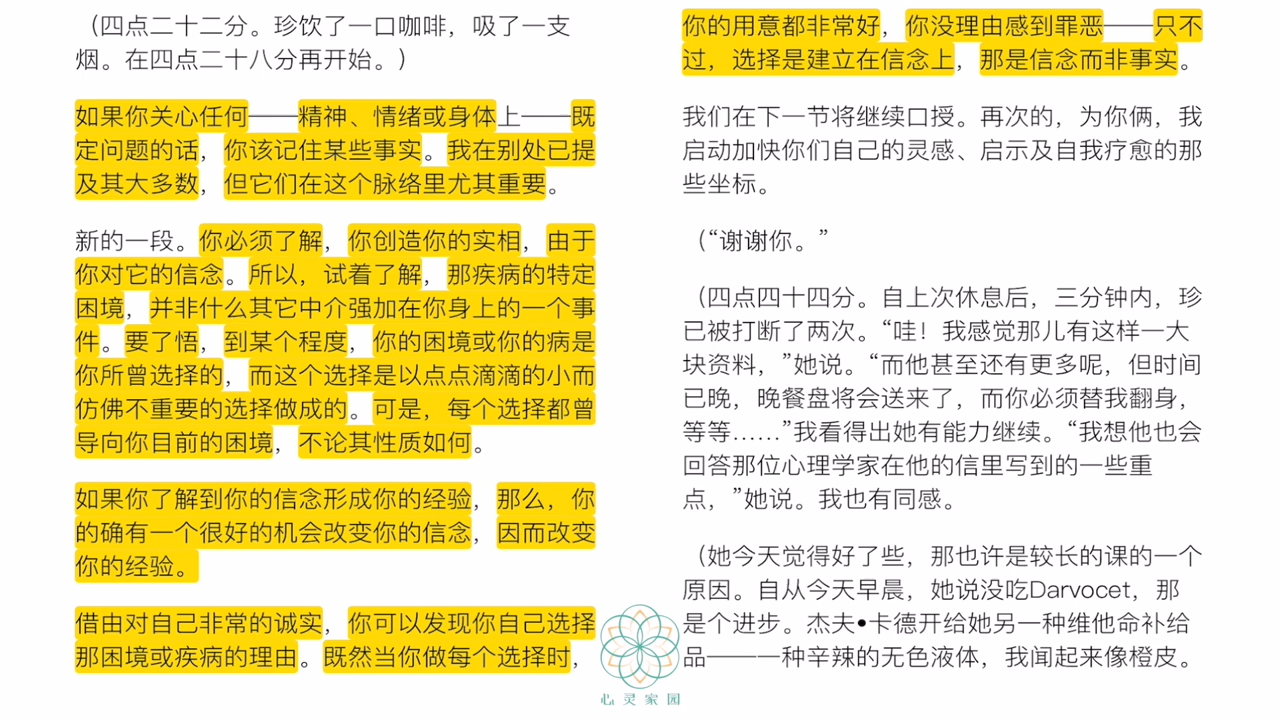 （四点二十二分。珍饮了一口咖啡，吸了一支
烟。在四点二十八分再开始。）
如果你关心任何——精神、情绪或身体上——既
定问题的话，你该记住某些事实。我在别处已提
及其大多数，但它们在这个脉络里尤其重要。
新的一段。你必须了解，你创造你的实相，由于
你对它的信念。所以，试着了解，那疾病的特定
困境，并非什么其它中介强加在你身上的一个事
件。要了悟，到某个程度，你的困境或你的病是
你所曾选择的，而这个选择是以点点滴滴的小而
仿佛不重要的选择做成的。可是，每个选择都曾
导向你目前的困境，不论其性质如何。
如果你了解到你的信念形成你的经验，那么，你
的确有一个很好的机会改变你的信念，因而改变
你的经验。
借由对自己非常的诚实，你可以发现你自己选择
那困境或疾病的理由。既然当你做每个选择时，
你的用意都非常好，你没理由感到罪恶——只不
过，选择是建立在信念上，那是信念而非事实。
我们在下一节将继续口授。再次的，为你俩，我
启动加快你们自己的灵感、启示及自我疗愈的那
些坐标。
（“谢谢你。”
（四点四十四分。自上次休息后，三分钟内，珍
已被打断了两次。“哇！我感觉那儿有这样一大
块资料，”她说。“而他甚至还有更多呢，但时间
已晚，晚餐盘将会送来了，而你必须替我翻身，
等等……”我看得出她有能力继续。“我想他也会
回答那位心理学家在他的信里写到的一些重
点，”她说。我也有同感。
（她今天觉得好了些，那也许是较长的课的一个
原因。自从今天早晨，她说没吃Darvocet，那
是个进步。杰夫•卡德开给她另一种维他命补给
品——一种辛辣的无色液体，我闻起来像橙皮。
心灵家园